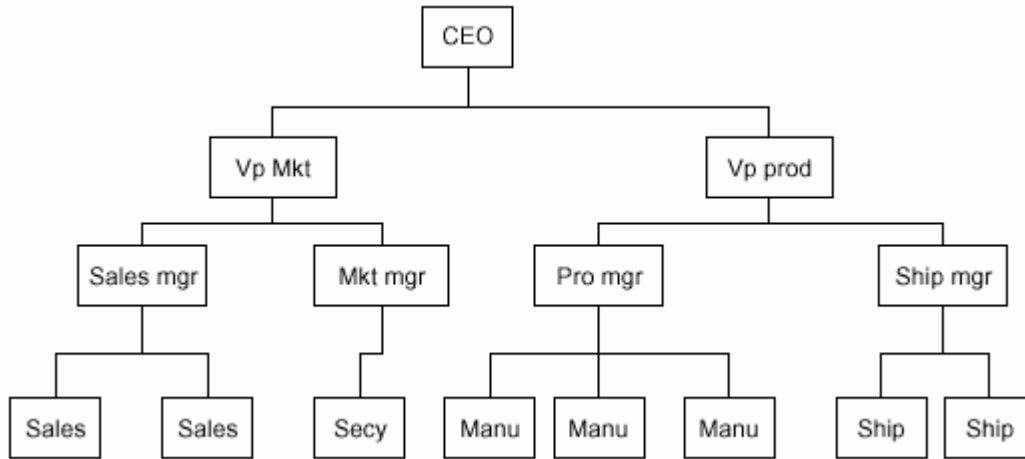 CEO
Vp Mkt
Vp prod
Sales mgr
Mkt mgr
Pro mgr
Ship mgr
Sales
Sales
Secy
Manu
Manu
Manu
Ship
Ship